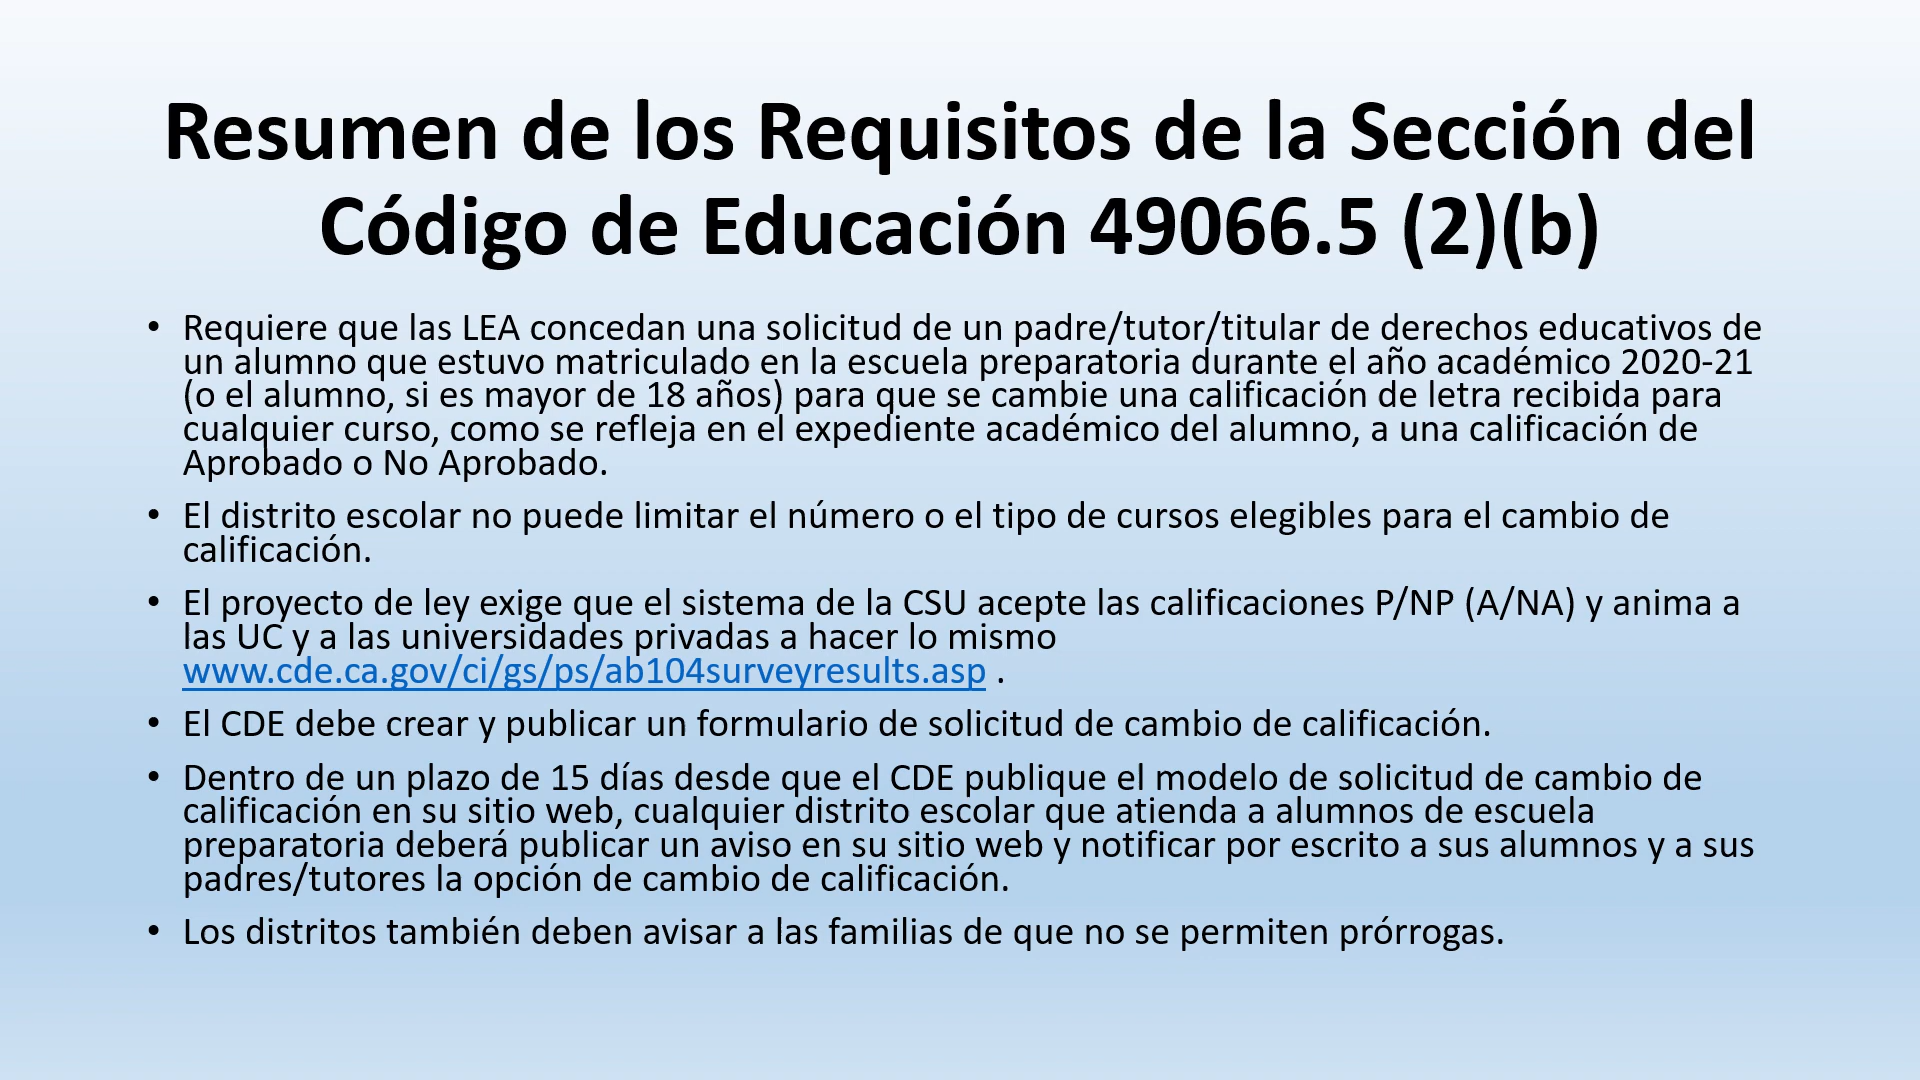 Resumen de los Requisitos de la Sección del
Código de Educación 49066.5 (2)(b)
• Requiere que las LEA concedan una solicitud de un padre/tutor/titular de derechos educativos de
un alumno que estuvo matriculado en la escuela preparatoria durante el año académico 2020-21
(o el alumno, si es mayor de 18 años) para que se cambie una calificación de letra recibida para
cualquier curso, como se refleja en el expediente académico del alumno, a una calificación de
Aprobado o No Aprobado.
• El distrito escolar no puede limitar el número o el tipo de cursos elegibles para el cambio de
calificación.
• El proyecto de ley exige que el sistema de la CSU acepte las calificaciones P/NP (A/NA) y anima a
las UC y a las universidades privadas a hacer lo mismo
www.cde.ca.gov/ci/gs/ps/ab104surveyresults.asp .
• El CDE debe crear y publicar un formulario de solicitud de cambio de calificación.
• Dentro de un plazo de 15 días desde que el CDE publique el modelo de solicitud de cambio de
calificación en su sitio web, cualquier distrito escolar que atienda a alumnos de escuela
preparatoria deberá publicar un aviso en su sitio web y notificar por escrito a sus alumnos y a sus
padres/tutores la opción de cambio de calificación.
• Los distritos también deben avisar a las familias de que no se permiten prórrogas.